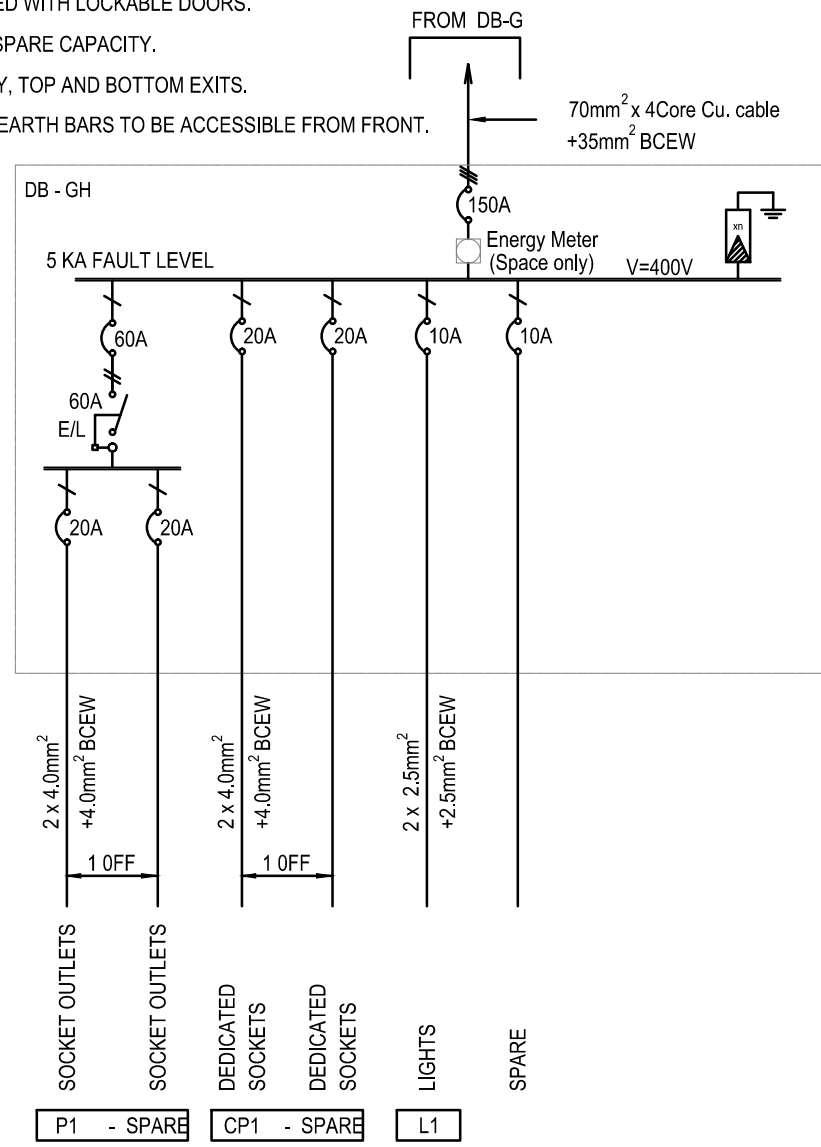 ED WITH LOCKABLE DOORS.
SPARE CAPACITY.
Y, TOP AND BOTTOM EXITS.
EARTH BARS TO BE ACCESSIBLE FROM FRONT.
FROM DB-G
70mm² x 4Core Cu. cable
+35mm² BCEW
DB - GH
150A
Energy Meter
(Space only)
5 KA FAULT LEVEL
V=400V
xn
60A
20A
20A
10A
10A
60A
E/L
20A
20A
2 x 4.0mm²
+4.0mm² BCEW
2 x 4.0mm²
+4.0mm² BCEW
2 x 2.5mm²
+2.5mm² BCEW
1 0FF
1 0FF
SOCKET OUTLETS
SOCKET OUTLETS
DEDICATED
SOCKETS
DEDICATED
SOCKETS
LIGHTS
SPARE
P1 - SPARE
CP1 - SPARE
L1